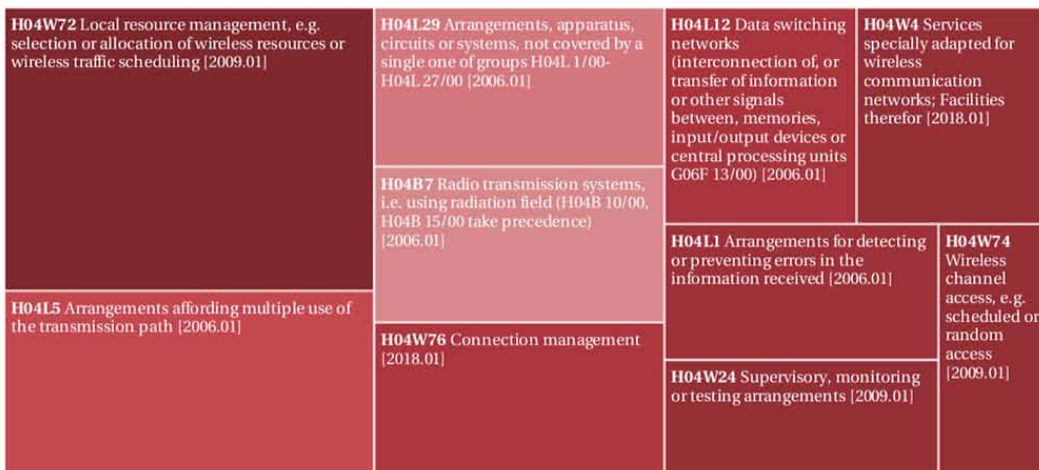 H04W72 Local resource management, e.g.
selection or allocation of wireless resources or
wireless traffic scheduling [2009.01]
H04L5 Arrangements affording multiple use of
the transmission path [2006.01]
H04L29 Arrangements, apparatus,
circuits or systems, not covered by a
single one of groups H04L 1/00-
H04L 27/00 [2006.01]
H04B7 Radio transmission systems,
i.e. using radiation field (H04B 10/00,
H04B 15/00 take precedence)
[2006.01]
H04W76 Connection management
[2018.01]
H04L12 Data switching
networks
(interconnection of, or
transfer of information
or other signals
between, memories,
input/output devices or
central processing units
G06F 13/00) [2006.01]
H04W4 Services
specially adapted for
wireless
communication
networks; Facilities
therefor [2018.01]
H04L1 Arrangements for detecting
or preventing errors in the
information received [2006.01]
H04W24 Supervisory, monitoring
or testing arrangements [2009.01]
H04W74
Wireless
channel
access, e.g.
scheduled or
random
access
[2009.01]